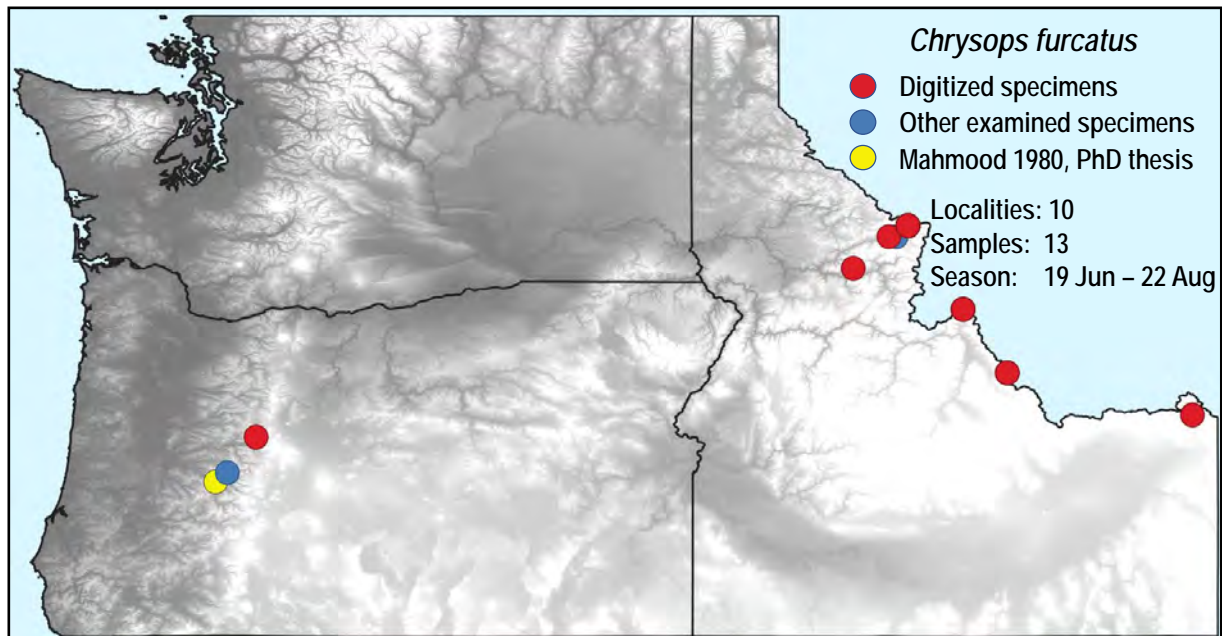 Chrysops furcatus
Digitized specimens
Other examined specimens
Mahmood 1980, PhD thesis
Localities: 10
Samples: 13
Season: 19 Jun – 22 Aug